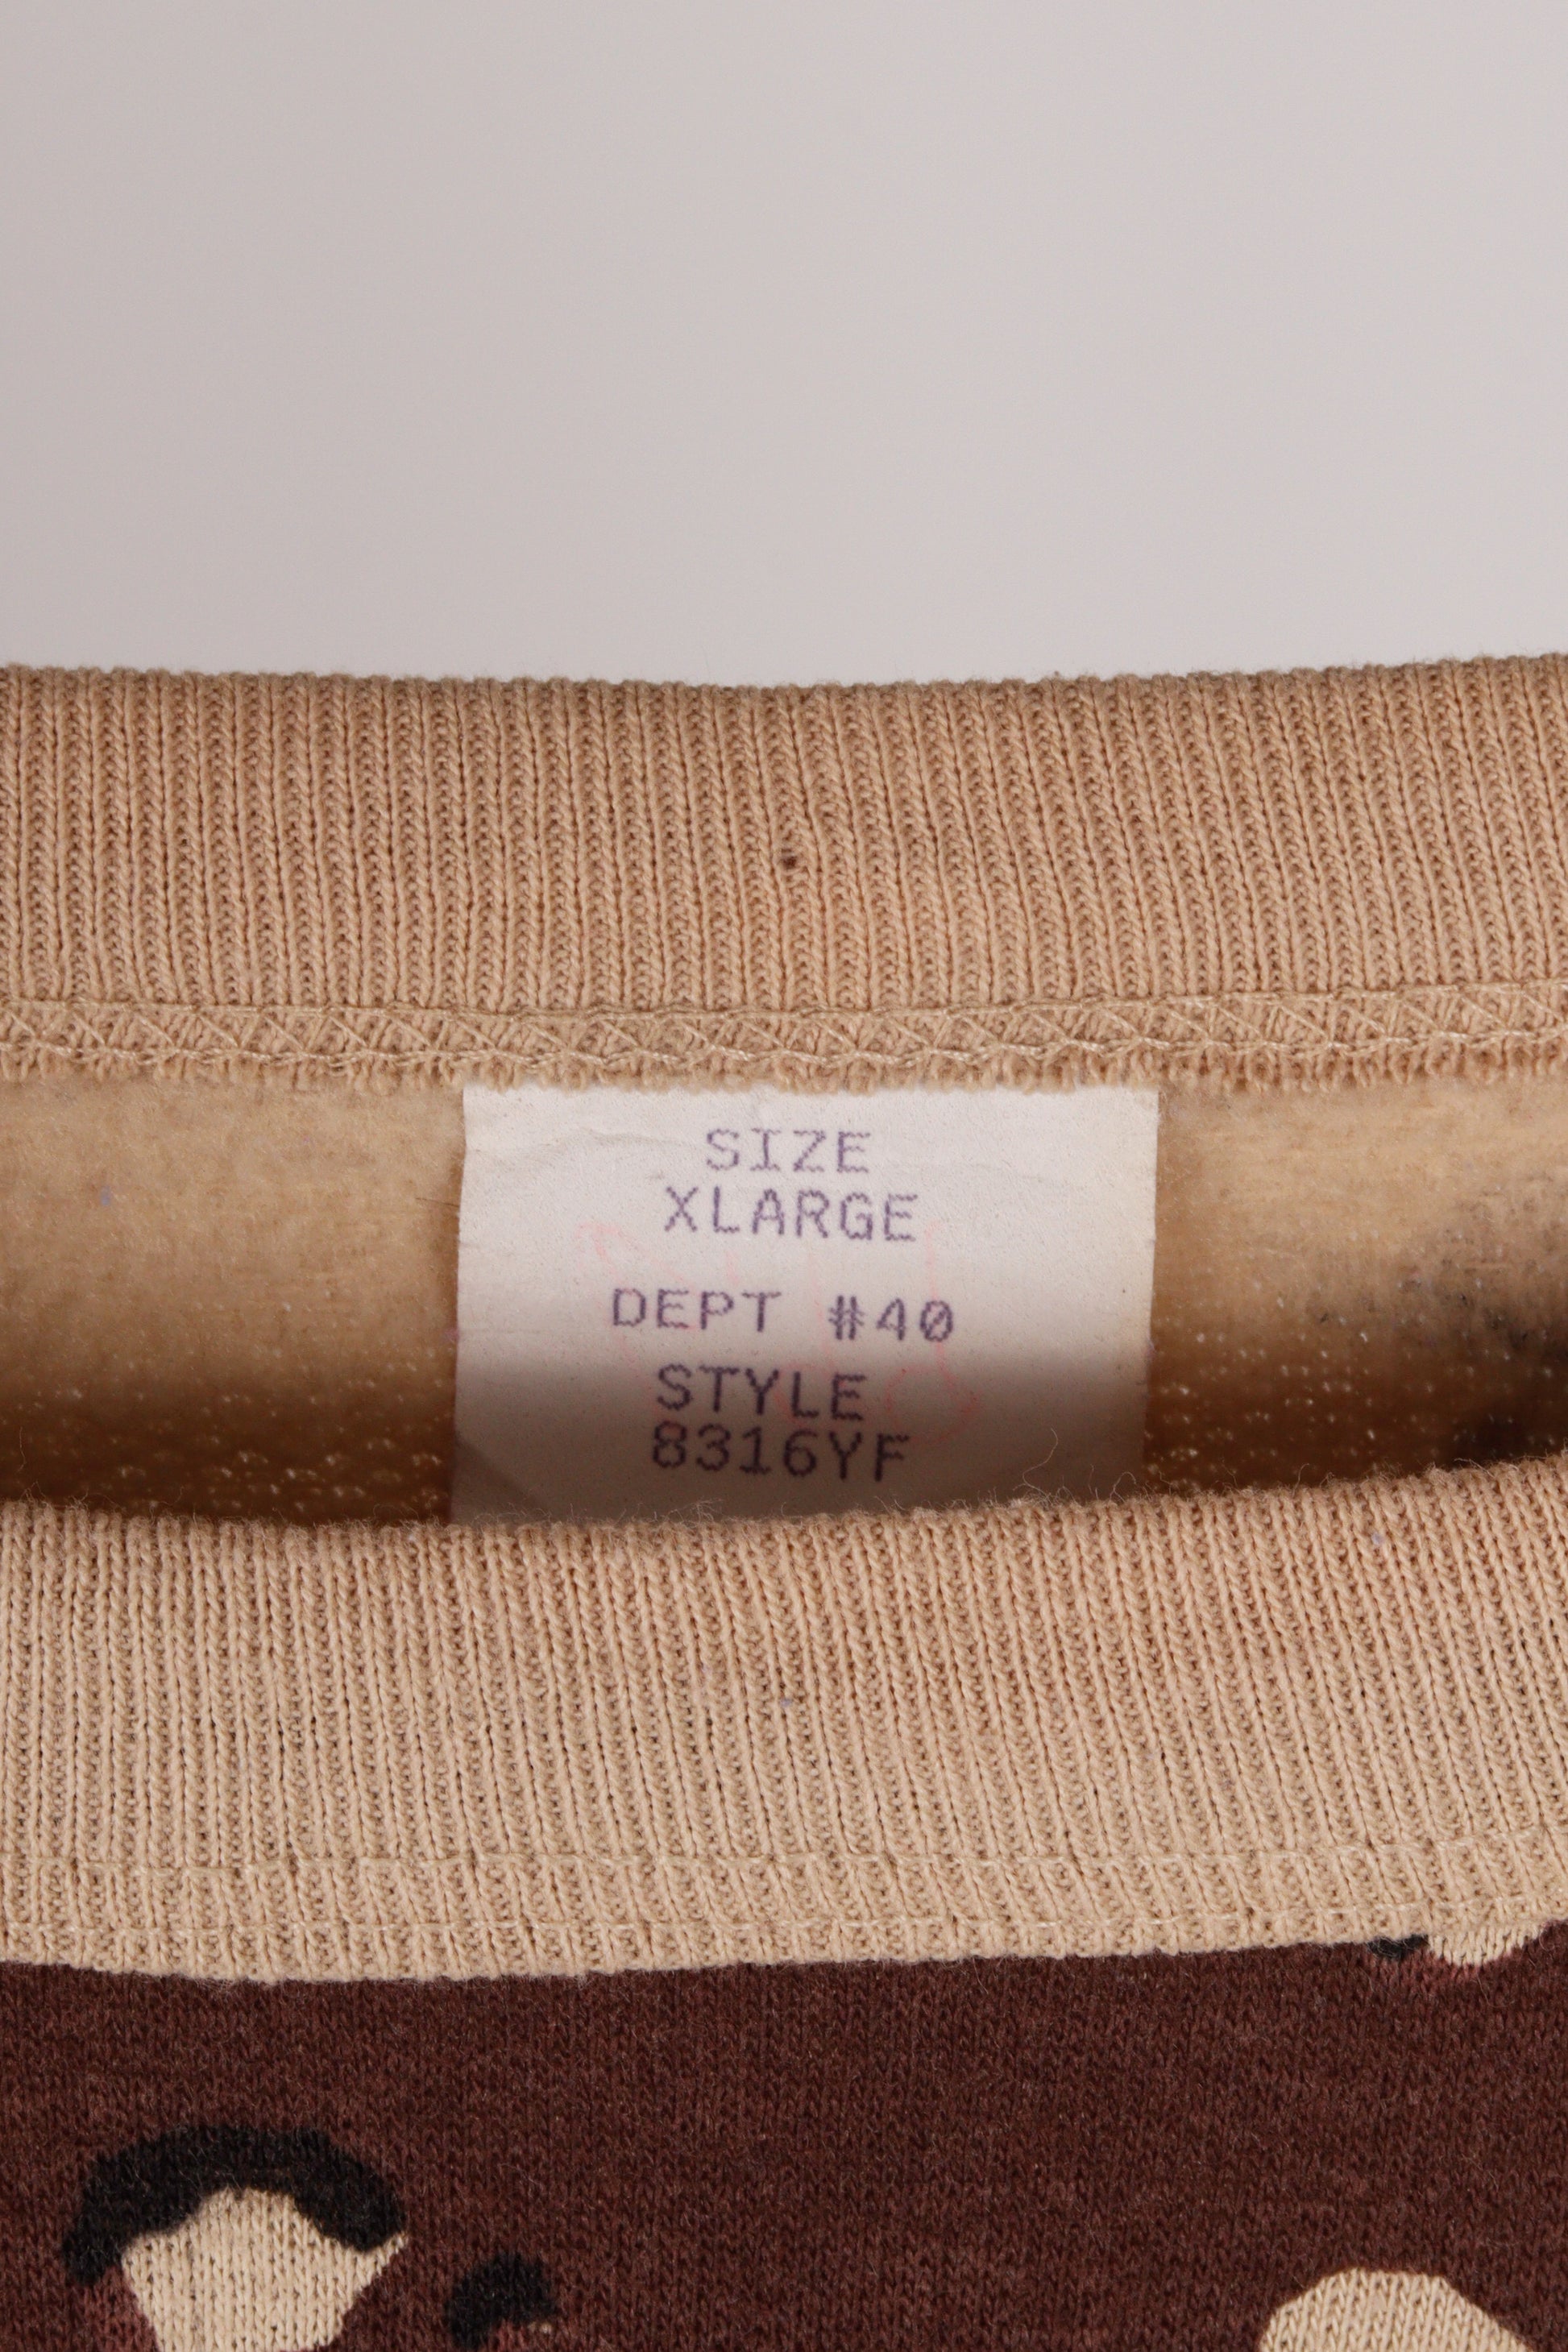 SIZE
XLARGE
DEPT #40
STYLE
8316YF